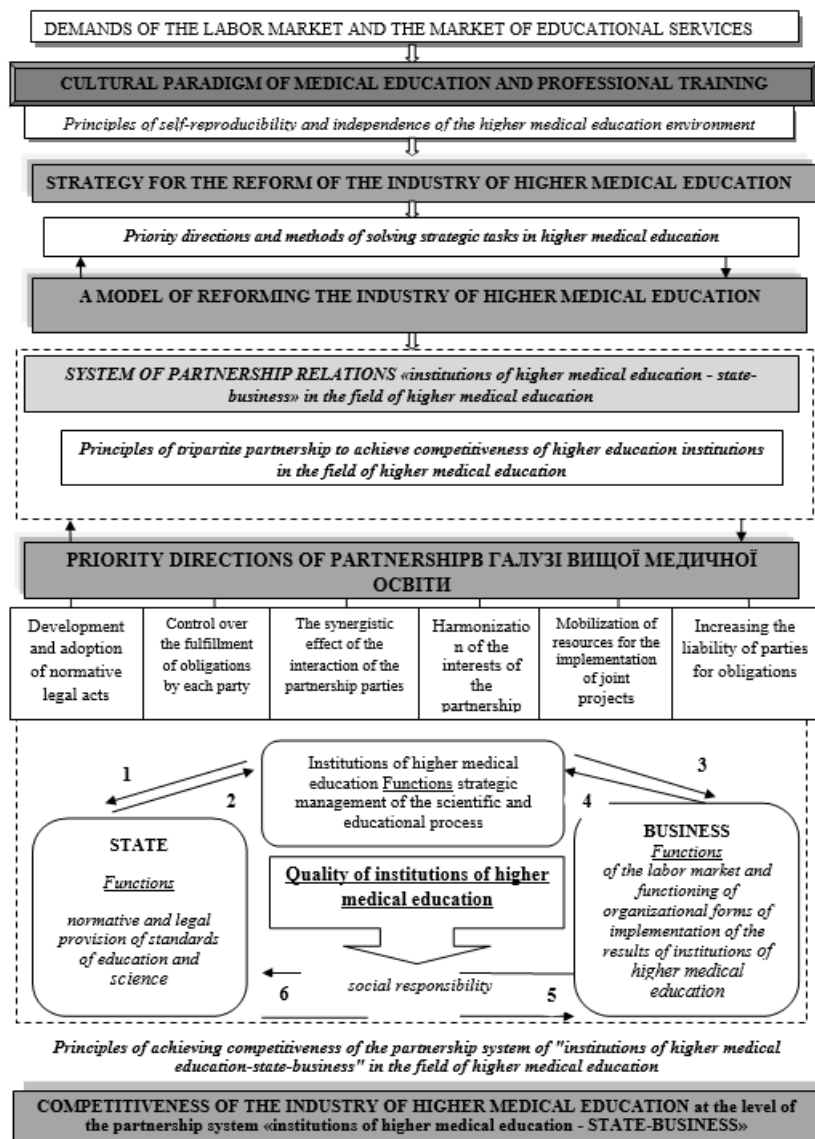 DEMANDS OF THE LABOR MARKET AND THE MARKET OF EDUCATIONAL SERVICES
CULTURAL PARADIGM OF MEDICAL EDUCATION AND PROFESSIONAL TRAINING
Principles of self-reproducibility and independence of the higher medical education environment
STRATEGY FOR THE REFORM OF THE INDUSTRY OF HIGHER MEDICAL EDUCATION
Priority directions and methods of solving strategic tasks in higher medical education
A MODEL OF REFORMING THE INDUSTRY OF HIGHER MEDICAL EDUCATION
SYSTEM OF PARTNERSHIP RELATIONS «institutions of higher medical education - state-
business» in the field of higher medical education
Principles of tripartite partnership to achieve competitiveness of higher education institutions
in the field of higher medical education
PRIORITY DIRECTIONS OF PARTNERSHIPВ ГАЛУЗІ ВИЩОЇ МЕДИЧНОЇ
ОСВІТИ
Development
and adoption
of normative
legal acts
Control over
the fulfillment
of obligations
by each party
The synergistic
effect of the
interaction of the
partnership parties
Harmonizatio
n of the
interests of
the
partnership
Mobilization of
resources for the
implementation
of joint
projects
Increasing the
liability of parties
for obligations
1
2
Institutions of higher medical
education Functions strategic
management of the scientific and
educational process
3
4
STATE
Functions
normative and legal
provision of standards
of education and
science
Quality of institutions of higher
medical education
BUSINESS
Functions
of the labor market and
functioning of
organizational forms of
implementation of the
results of institutions of
higher medical
education
social responsibility
6
5
Principles of achieving competitiveness of the partnership system of "institutions of higher medical
education-state-business" in the field of higher medical education
COMPETITIVENESS OF THE INDUSTRY OF HIGHER MEDICAL EDUCATION at the level of
the partnership system «institutions of higher medical education - STATE-BUSINESS»